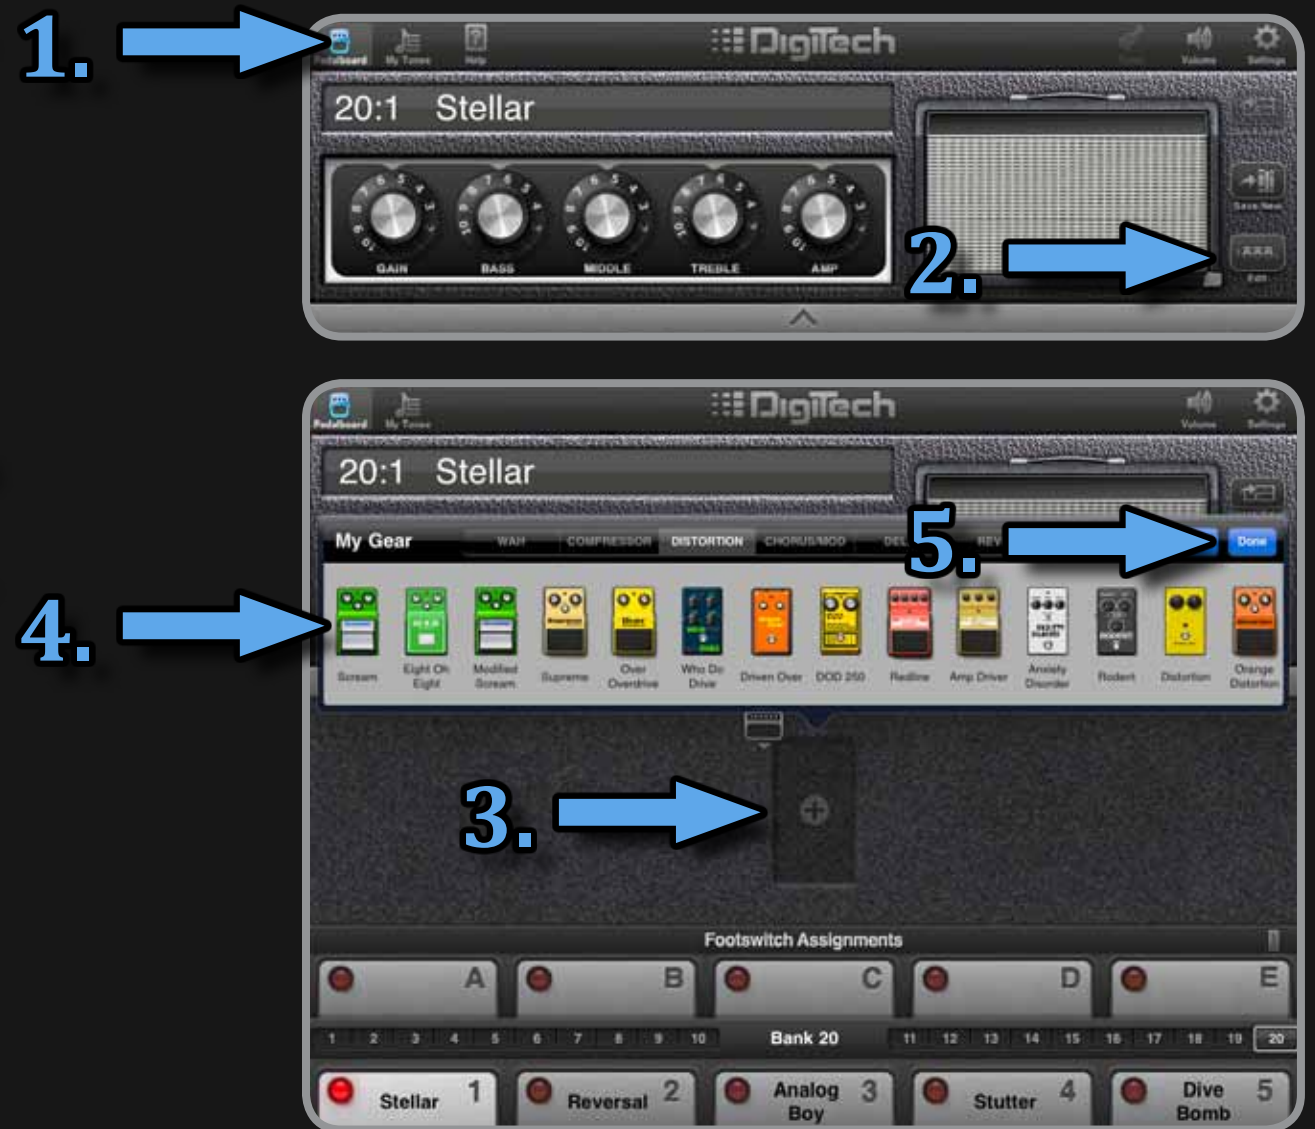 1.
Pedalboard My Tones Help DigiTech Volume Settings
20:1 Stellar
Save New
GAIN BASS MIDDLE TREBLE AMP
2.
Edit
Pedalboard My Tones DigiTech Volume Settings
20:1 Stellar
5.
My Gear WAH COMPRESSOR DISTORTION CHORUS/MOD DEL REV Done
4.
Scream Eight Oh Eight Modified Scream Supreme Over Overdrive Who Do Drive Driven Over DOD 250 Redline Amp Driver Anxiety Disorder Rodent Distortion Orange Distortion
3.
Footswitch Assignments
A B C D E
1 2 3 4 5 6 7 8 9 10 Bank 20 11 12 13 14 15 16 17 18 19 20
Stellar 1 Reversal 2 Analog Boy 3 Stutter 4 Dive Bomb 5